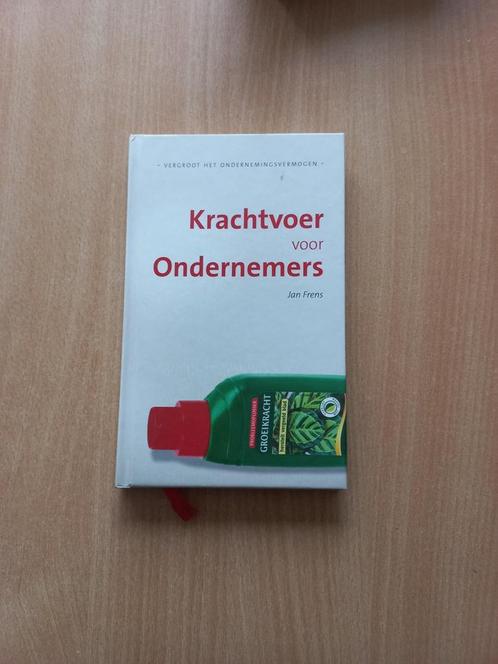 - VERGROOT HET ONDERNEMINGSVERMOGEN -
Krachtvoer
voor
Ondernemers
Jan Frens
GROEIKRACHT